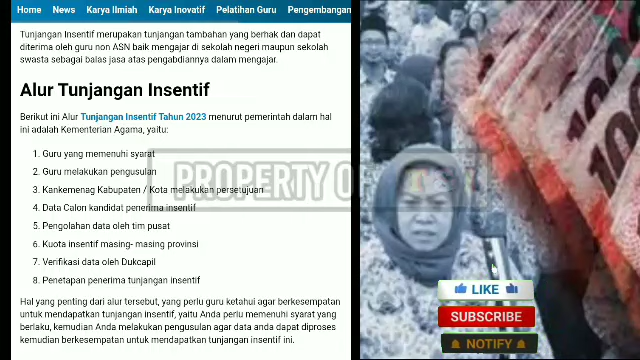 Home News Karya Ilmiah Karya Inovatif Pelatihan Guru Pengembangan
Tunjangan Insentif merupakan tunjangan tambahan yang berhak dan dapat
diterima oleh guru non ASN baik mengajar di sekolah negeri maupun sekolah
swasta sebagai balas jasa atas pengabdiannya dalam mengajar.
Alur Tunjangan Insentif
Berikut ini Alur Tunjangan Insentif Tahun 2023 menurut pemerintah dalam hal
ini adalah Kementerian Agama, yaitu:
1. Guru yang memenuhi syarat
2. Guru melakukan pengusulan
3. Kankemenag Kabupaten / Kota melakukan persetujuan
4. Data Calon kandidat penerima insentif
5. Pengolahan data oleh tim pusat
6. Kuota insentif masing- masing provinsi
7. Verifikasi data oleh Dukcapil
8. Penetapan penerima tunjangan insentif
Hal yang penting dari alur tersebut, yang perlu guru ketahui agar berkesempatan
untuk mendapatkan tunjangan insentif, yaitu Anda perlu memenuhi syarat yang
berlaku, kemudian Anda melakukan pengusulan agar data anda dapat diproses
kemudian berkesempatan untuk mendapatkan tunjangan insentif ini.
PROPERTY OF
LIKE
SUBSCRIBE
NOTIFY